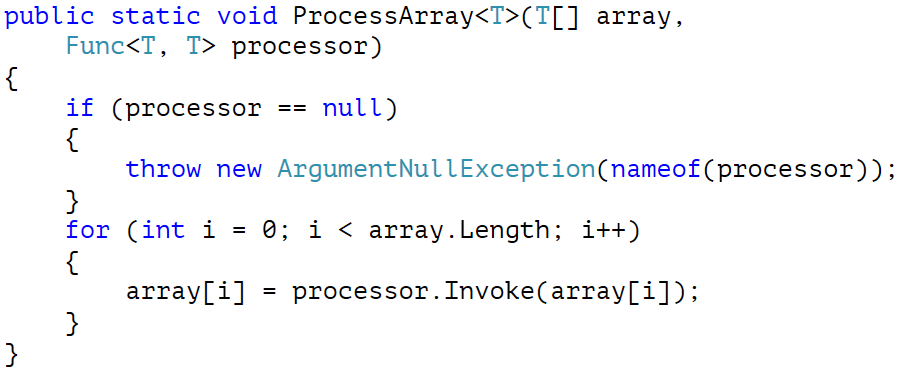 public static void ProcessArray<T>(T[] array,
    Func<T, T> processor)
{
    if (processor == null)
    {
        throw new ArgumentNullException(nameof(processor));
    }
    for (int i = 0; i < array.Length; i++)
    {
        array[i] = processor.Invoke(array[i]);
    }
}